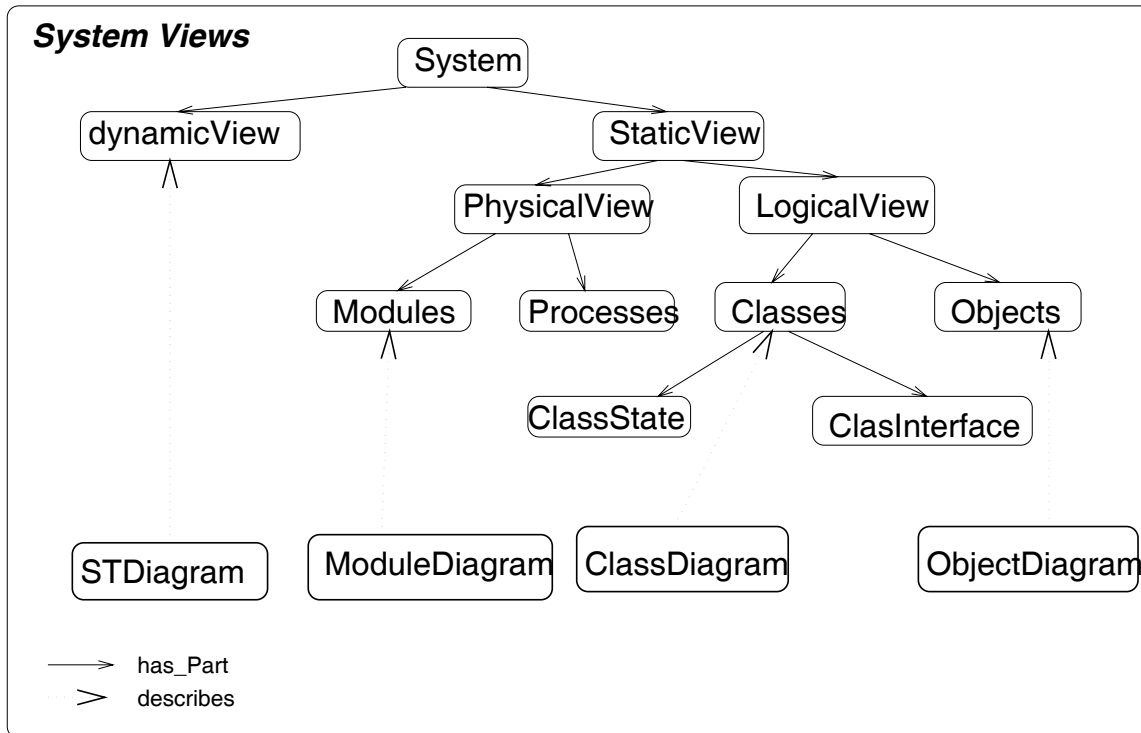 System Views
System
dynamicView
StaticView
PhysicalView
LogicalView
Modules
Processes
Classes
Objects
ClassState
ClasInterface
STDiagram
ModuleDiagram
ClassDiagram
ObjectDiagram
has_Part
describes